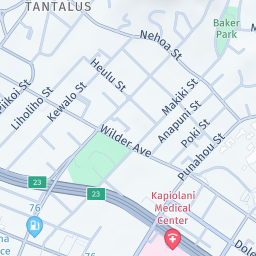 TANTALUS
Baker
Park
Nehoa St
Heulu St
Kewalo St
Liholiho St
Makiki St
Anapuni St
Poki St
Punahou St
Wilder Ave
23
23
Kapiolani
Medical
Center
76
76